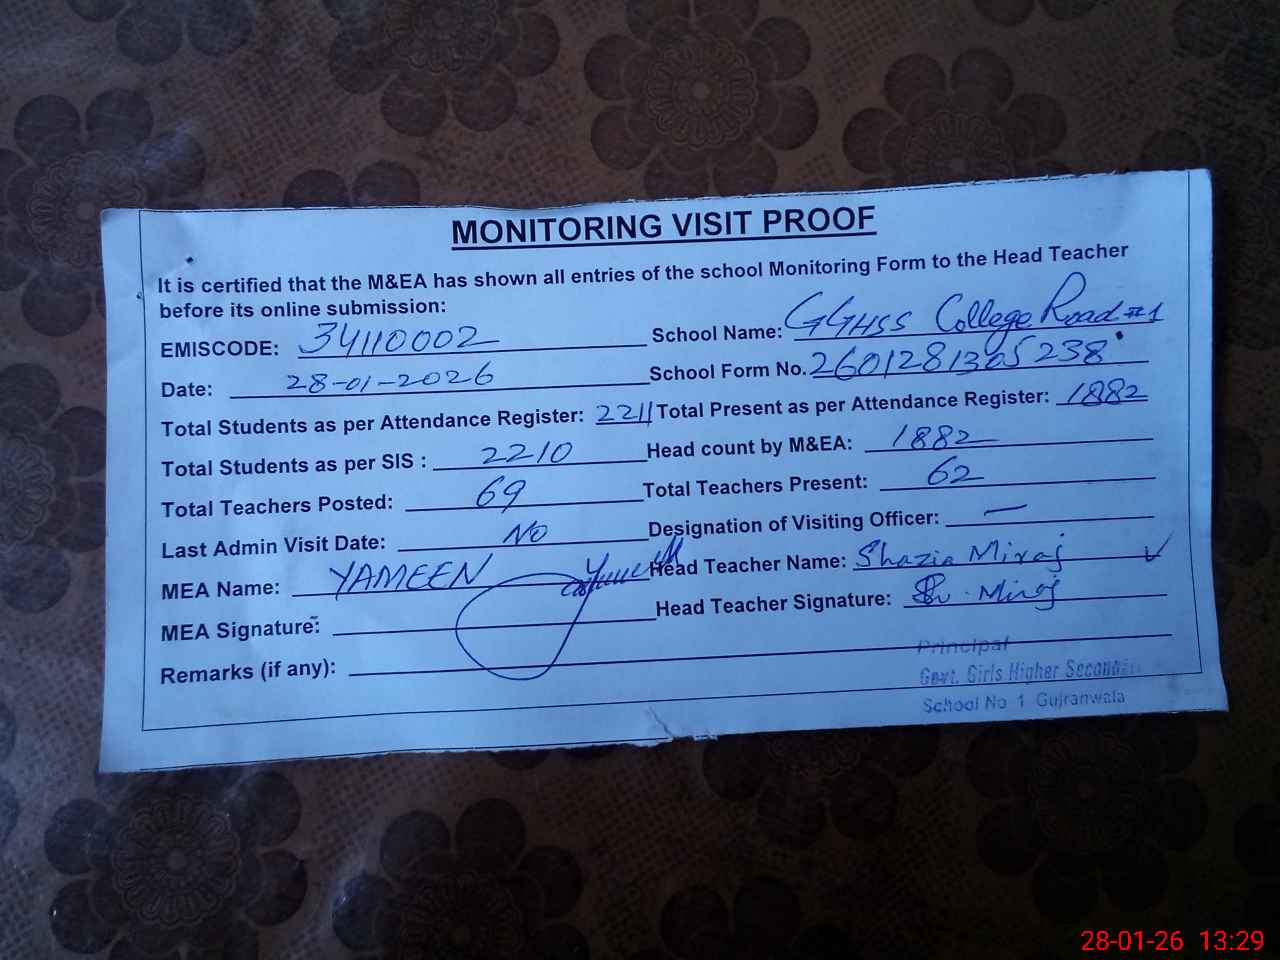 MONITORING VISIT PROOF
It is certified that the M&EA has shown all entries of the school Monitoring Form to the Head Teacher
before its online submission:
EMISCODE: 34110002 School Name: GGHSS College Road #1
Date: 28-01-2026 School Form No. 2601281305238
Total Students as per Attendance Register: 2211 Total Present as per Attendance Register: 1882
Total Students as per SIS : 2210 Head count by M&EA: 1882
Total Teachers Posted: 69 Total Teachers Present: 62
Last Admin Visit Date: NO Designation of Visiting Officer: —
MEA Name: YAMEEN Head Teacher Name: Shazia Miraj
MEA Signature: Head Teacher Signature: Sh. Miraj
Remarks (if any):
Principal
Govt. Girls Higher Secondary
School No 1 Gujranwala
28-01-26 13:29